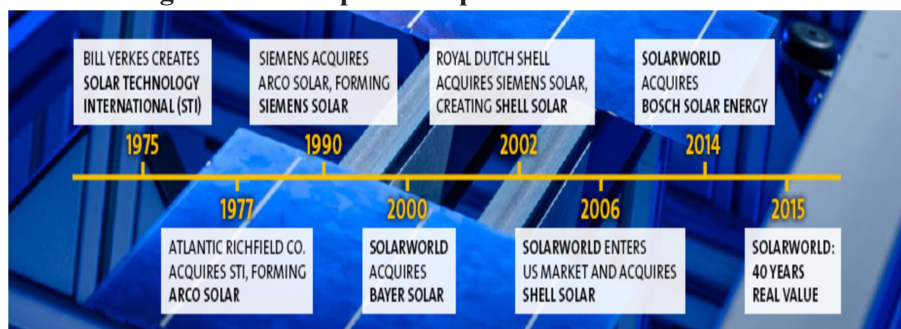 BILL YERKES CREATES
SOLAR TECHNOLOGY
INTERNATIONAL (STI)
1975
SIEMENS ACQUIRES
ARCO SOLAR, FORMING
SIEMENS SOLAR
1990
ROYAL DUTCH SHELL
ACQUIRES SIEMENS SOLAR,
CREATING SHELL SOLAR
2002
SOLARWORLD
ACQUIRES
BOSCH SOLAR ENERGY
2014
1977
ATLANTIC RICHFIELD CO.
ACQUIRES STI, FORMING
ARCO SOLAR
2000
SOLARWORLD
ACQUIRES
BAYER SOLAR
2006
SOLARWORLD ENTERS
US MARKET AND ACQUIRES
SHELL SOLAR
2015
SOLARWORLD:
40 YEARS
REAL VALUE